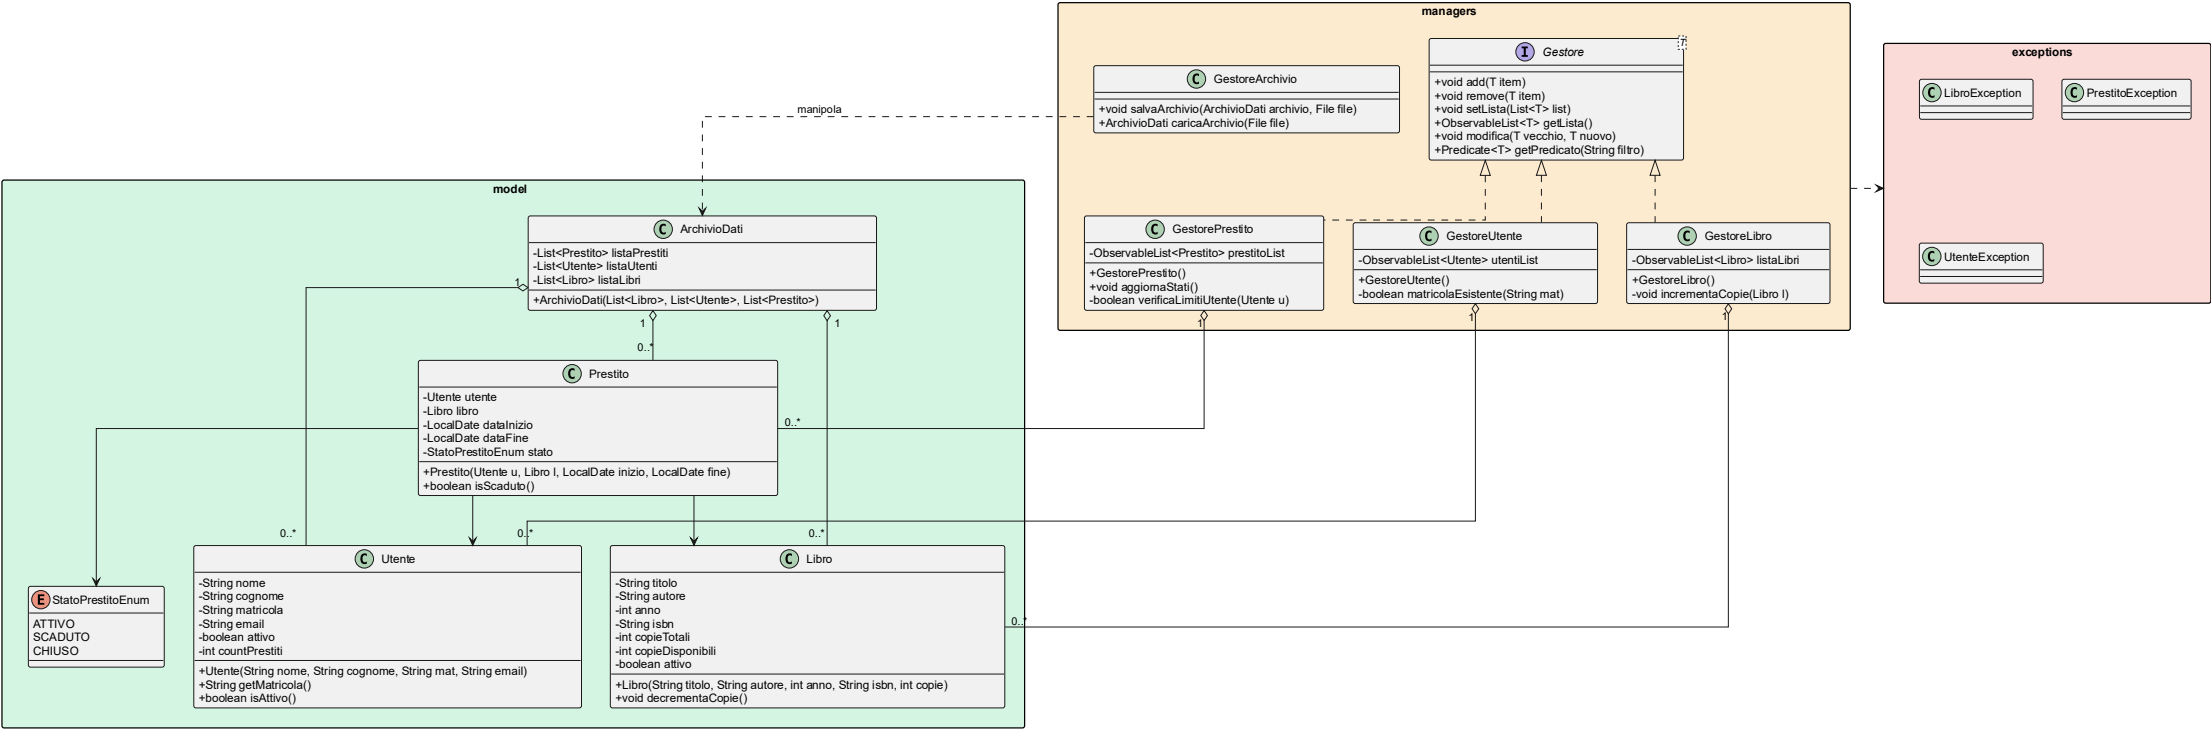 managers
I Gestore
T
+void add(T item)
+void remove(T item)
+void setLista(List<T> list)
+ObservableList<T> getLista()
+void modifica(T vecchio, T nuovo)
+Predicate<T> getPredicato(String filtro)
C GestoreArchivio
+void salvaArchivio(ArchivioDati archivio, File file)
+ArchivioDati caricaArchivio(File file)
manipola
C GestorePrestito
-ObservableList<Prestito> prestitoList
+GestorePrestito()
+void aggiornaStati()
-boolean verificaLimitiUtente(Utente u)
1
C GestoreUtente
-ObservableList<Utente> utentiList
+GestoreUtente()
-boolean matricolaEsistente(String mat)
1
C GestoreLibro
-ObservableList<Libro> listaLibri
+GestoreLibro()
-void incrementaCopie(Libro l)
1
exceptions
C LibroException
C PrestitoException
C UtenteException
model
C ArchivioDati
-List<Prestito> listaPrestiti
-List<Utente> listaUtenti
-List<Libro> listaLibri
+ArchivioDati(List<Libro>, List<Utente>, List<Prestito>)
1
1
1
0..*
C Prestito
-Utente utente
-Libro libro
-LocalDate dataInizio
-LocalDate dataFine
-StatoPrestitoEnum stato
+Prestito(Utente u, Libro l, LocalDate inizio, LocalDate fine)
+boolean isScaduto()
0..*
0..*
0..*
0..*
E StatoPrestitoEnum
ATTIVO
SCADUTO
CHIUSO
C Utente
-String nome
-String cognome
-String matricola
-String email
-boolean attivo
-int countPrestiti
+Utente(String nome, String cognome, String mat, String email)
+String getMatricola()
+boolean isAttivo()
C Libro
-String titolo
-String autore
-int anno
-String isbn
-int copieTotali
-int copieDisponibili
-boolean attivo
+Libro(String titolo, String autore, int anno, String isbn, int copie)
+void decrementaCopie()
0..*